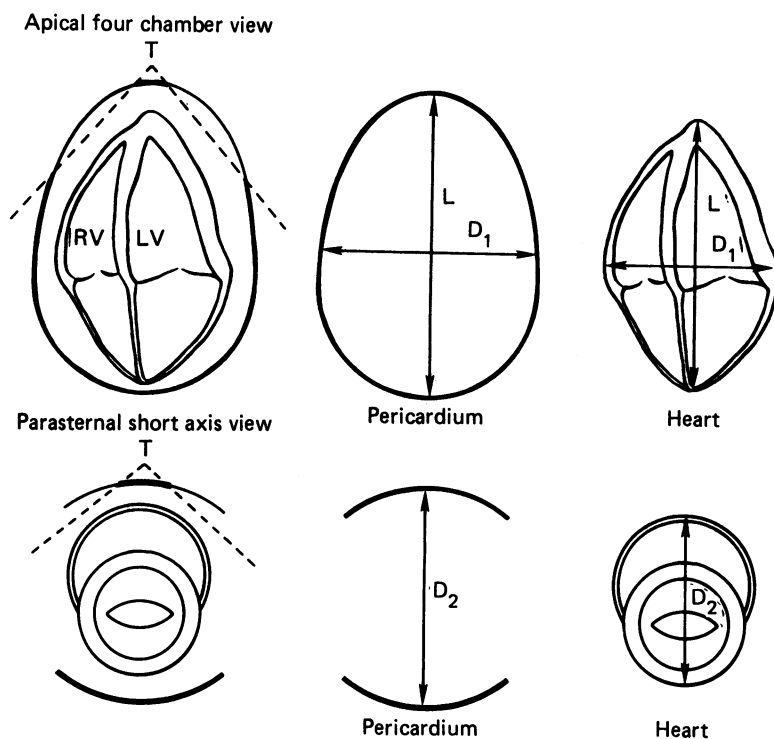 Apical four chamber view
T
RV LV
L
D₁
L'
D₁'
Pericardium
Heart
Parasternal short axis view
T
D₂
D₂
Pericardium
Heart